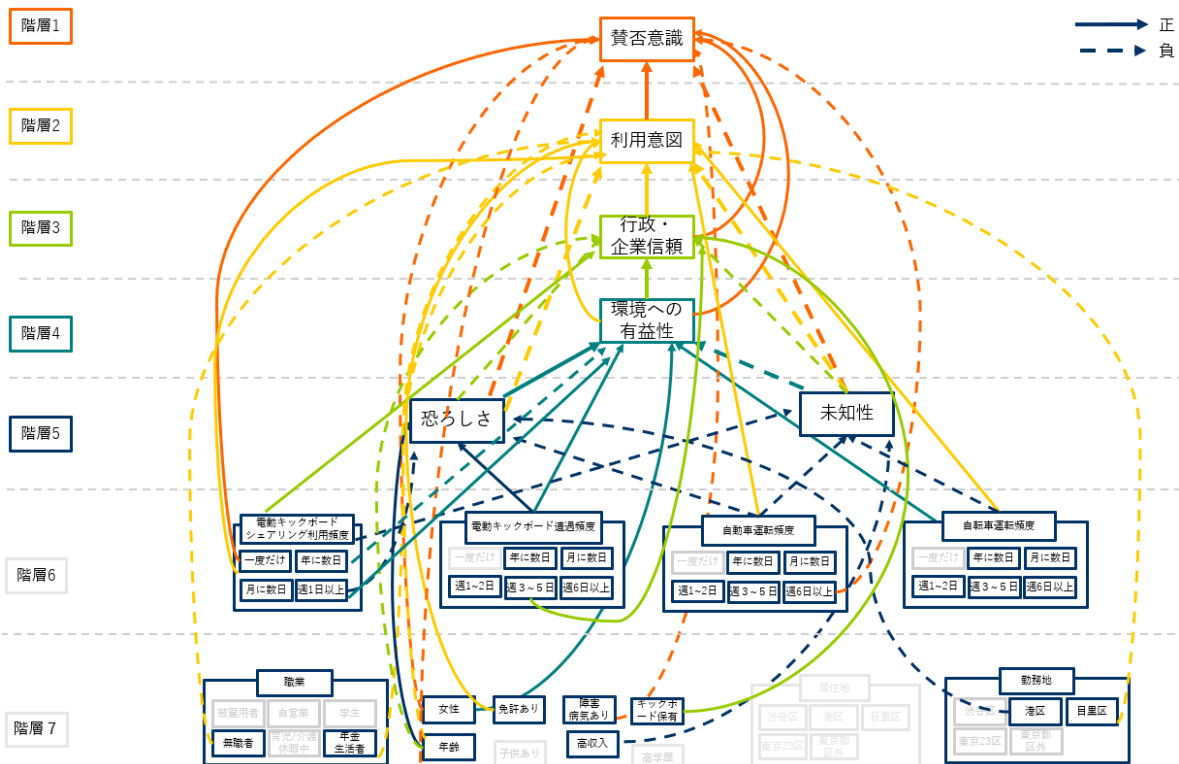 階層1
賛否意識
正
負
階層2
利用意図
階層3
行政・
企業信頼
階層4
環境への
有益性
階層5
恐ろしさ
未知性
階層6
電動キックボード
シェアリング利用頻度
一度だけ
年に数日
月に数日
週1日以上
電動キックボード遭遇頻度
一度だけ
年に数日
月に数日
週1~2日
週3~5日
週6日以上
自動車運転頻度
一度だけ
年に数日
月に数日
週1~2日
週3~5日
週6日以上
自転車運転頻度
一度だけ
年に数日
月に数日
週1~2日
週3~5日
週6日以上
階層7
職業
被雇用者
自営業
学生
無職者
育児/介護
休暇中
年金
生活者
女性
免許あり
年齢
子供あり
障害
病気あり
キックボ
ード保有
高収入
高学歴
居住地
渋谷区
港区
目黒区
東京23区
東京都
区外
勤務地
渋谷区
港区
目黒区
東京23区
東京都
区外